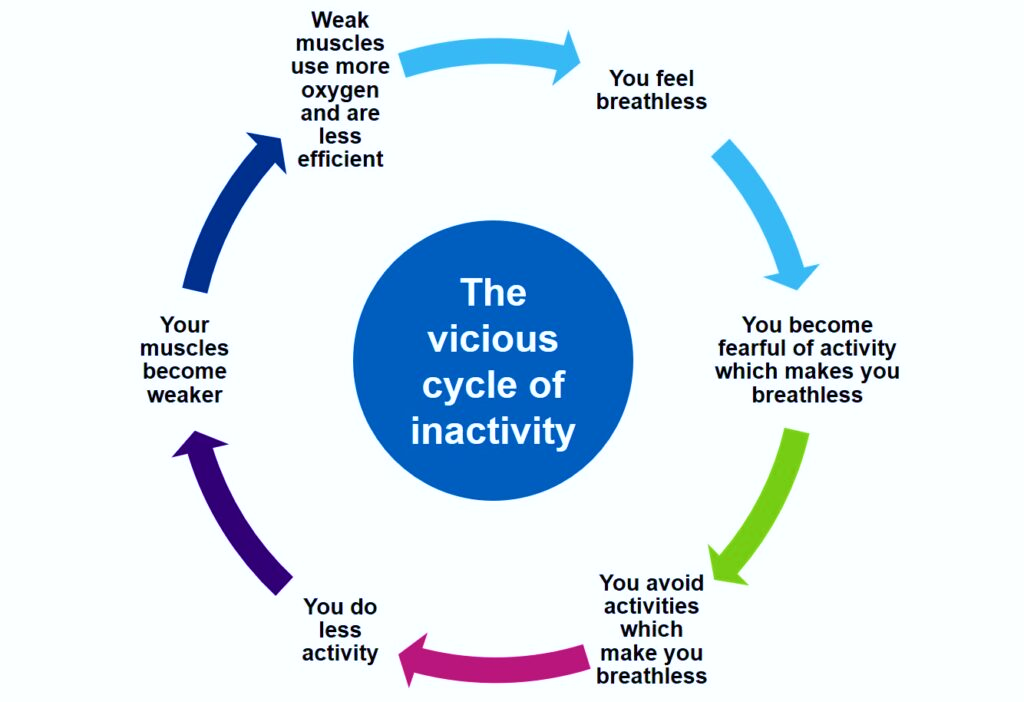 Weak
muscles
use more
oxygen
and are
less
efficient
You feel
breathless
You become
fearful of activity
which makes you
breathless
You avoid
activities
which
make you
breathless
You do
less
activity
Your
muscles
become
weaker
The
vicious
cycle of
inactivity